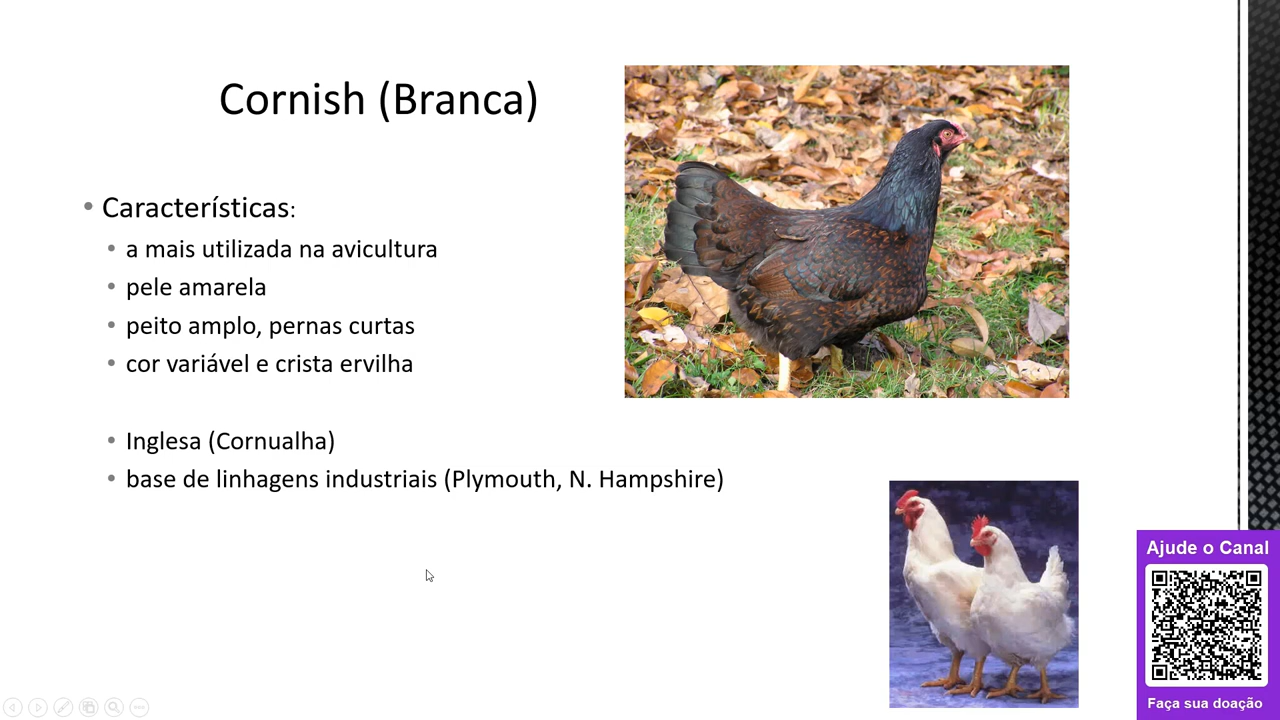 Cornish (Branca)
• Características:
• a mais utilizada na avicultura
• pele amarela
• peito amplo, pernas curtas
• cor variável e crista ervilha
• Inglesa (Cornualha)
• base de linhagens industriais (Plymouth, N. Hampshire)
Ajude o Canal
Faça sua doação